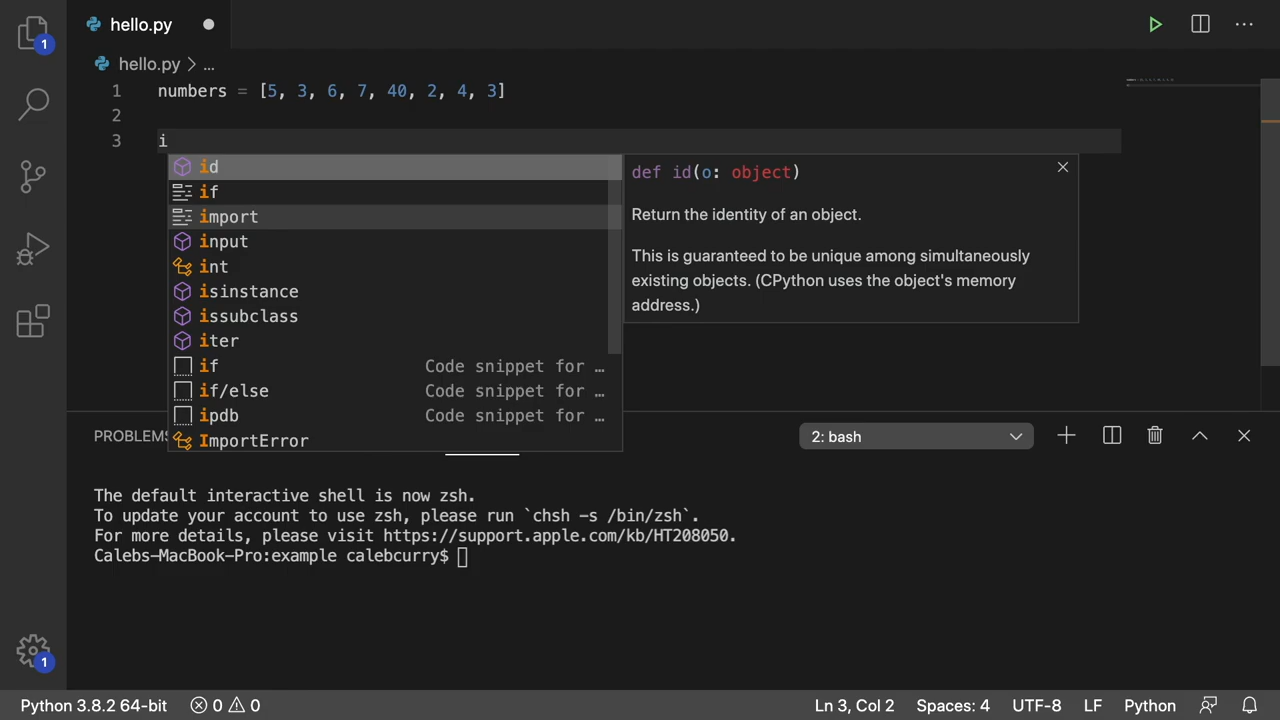 hello.py
1
hello.py > ...
1 numbers = [5, 3, 6, 7, 40, 2, 4, 3]
2
3 i
id
if
import
input
int
isinstance
issubclass
iter
if Code snippet for …
if/else Code snippet for …
ipdb Code snippet for …
ImportError
def id(o: object)
Return the identity of an object.
This is guaranteed to be unique among simultaneously
existing objects. (CPython uses the object's memory
address.)
PROBLEMS
2: bash
The default interactive shell is now zsh.
To update your account to use zsh, please run `chsh -s /bin/zsh`.
For more details, please visit https://support.apple.com/kb/HT208050.
Calebs-MacBook-Pro:example calebcurry$
1
Python 3.8.2 64-bit 0 0 Ln 3, Col 2 Spaces: 4 UTF-8 LF Python